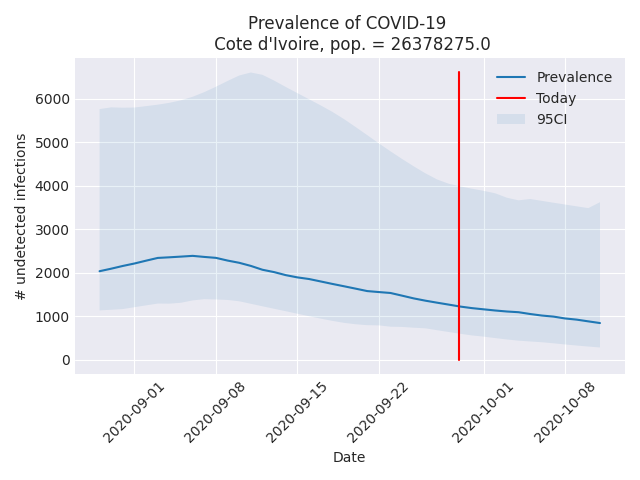 Prevalence of COVID-19
Cote d'Ivoire, pop. = 26378275.0
Prevalence
Today
95CI
# undetected infections
6000
5000
4000
3000
2000
1000
0
2020-09-01
2020-09-08
2020-09-15
2020-09-22
2020-10-01
2020-10-08
Date